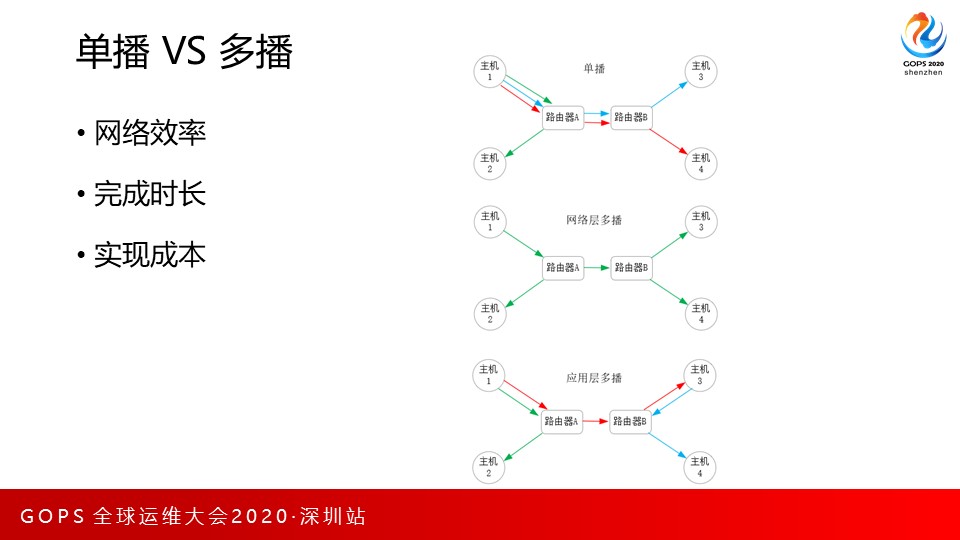 单播 VS 多播
GOPS 2020
shenzhen
• 网络效率
• 完成时长
• 实现成本
单播
主机
1
主机
3
路由器A
路由器B
主机
2
主机
4
网络层多播
主机
1
主机
3
路由器A
路由器B
主机
2
主机
4
应用层多播
主机
1
主机
3
路由器A
路由器B
主机
2
主机
4
GOPS 全球运维大会2020·深圳站